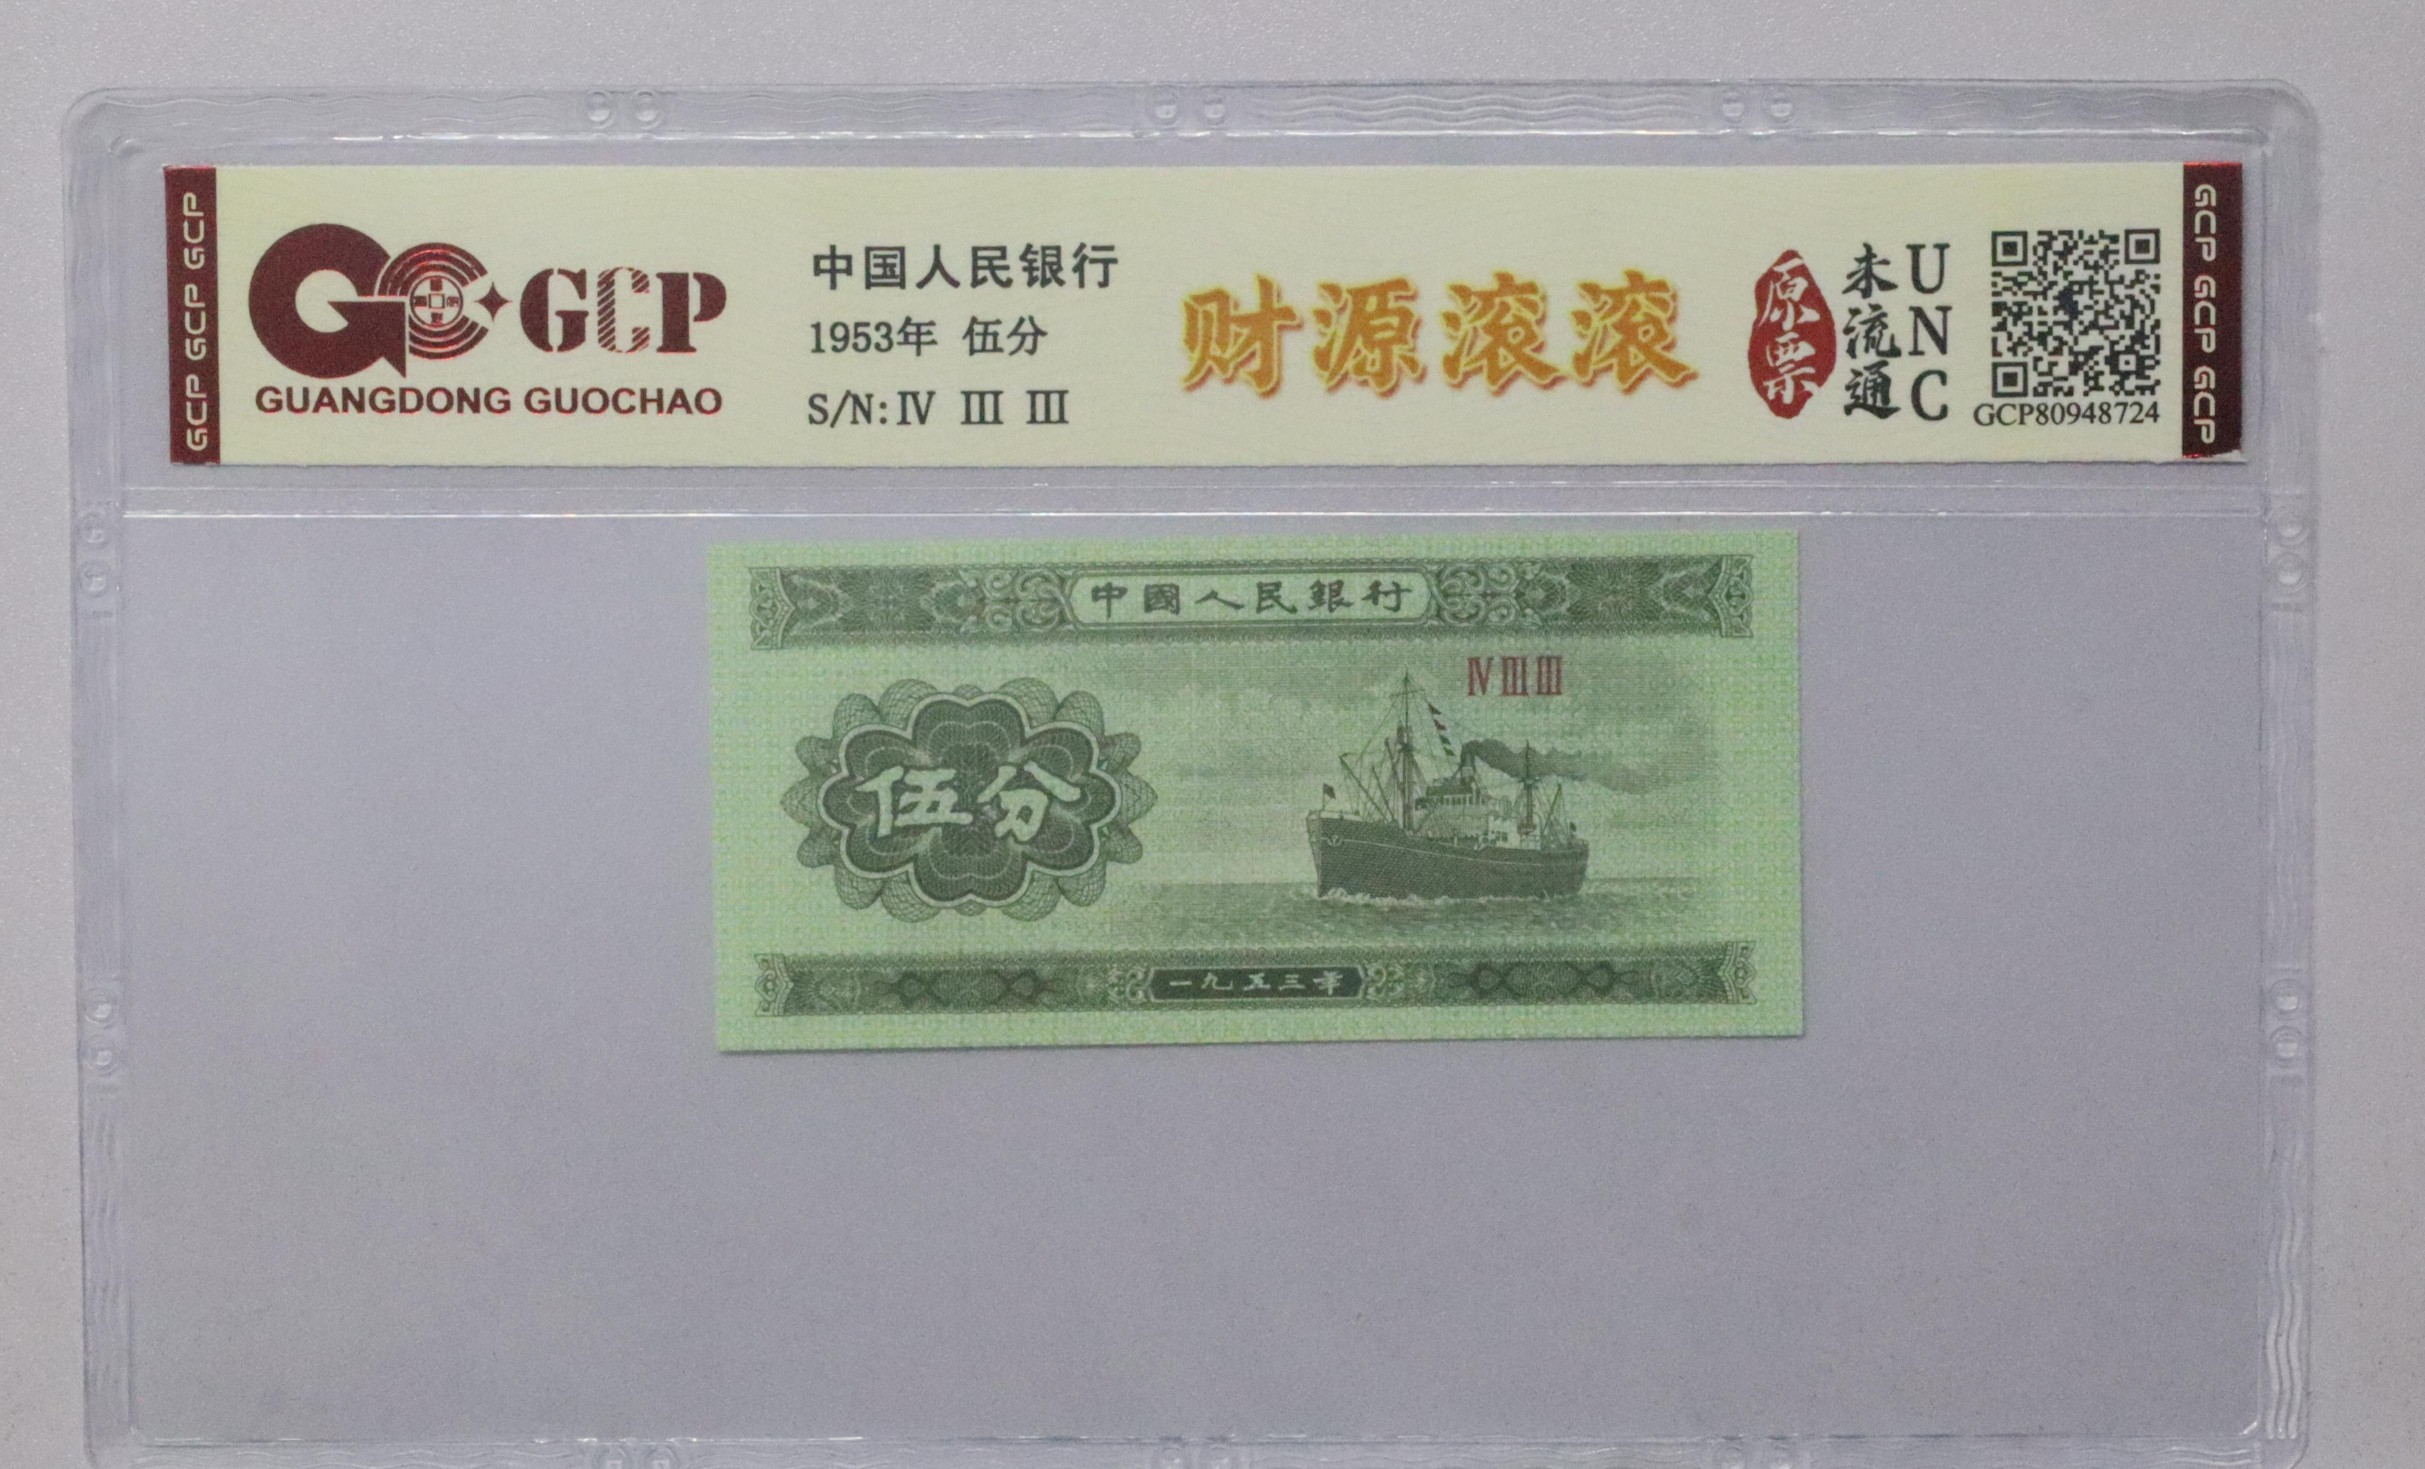 GCP GCP GCP
GCP
GUANGDONG GUOCHAO
中国人民银行
1953年 伍分
S/N:Ⅳ Ⅲ Ⅲ
财源滚滚
原票
未流通
UNC
GCP80948724
GCP GCP GCP
中國人民銀行
Ⅳ Ⅲ Ⅲ
伍分
一九五三年